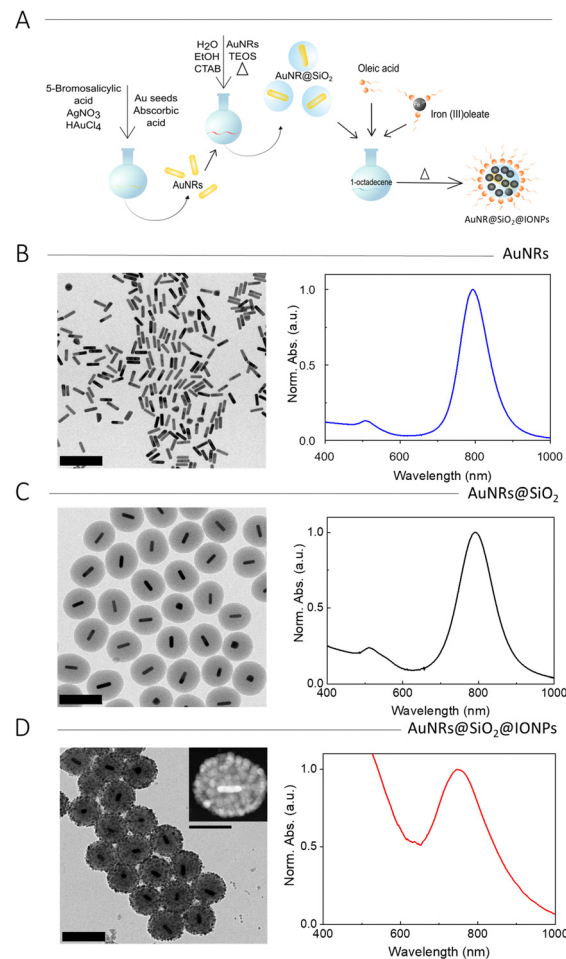 A
5-Bromosalicylic
acid
AgNO3
HAuCl4
Au seeds
Abscorbic
acid
AuNRs
H2O
EtOH
CTAB
AuNRs
TEOS
△
AuNR@SiO2
Oleic acid
Iron (III)oleate
1-octadecene
△
AuNR@SiO2@IONPs
B
AuNRs
Norm. Abs. (a.u.)
1.0
0.5
0.0
400
600
800
1000
Wavelength (nm)
C
AuNRs@SiO2
Norm. Abs. (a.u.)
1.0
0.5
0.0
400
600
800
1000
Wavelength (nm)
D
AuNRs@SiO2@IONPs
Norm. Abs. (a.u.)
1.0
0.5
0.0
400
600
800
1000
Wavelength (nm)